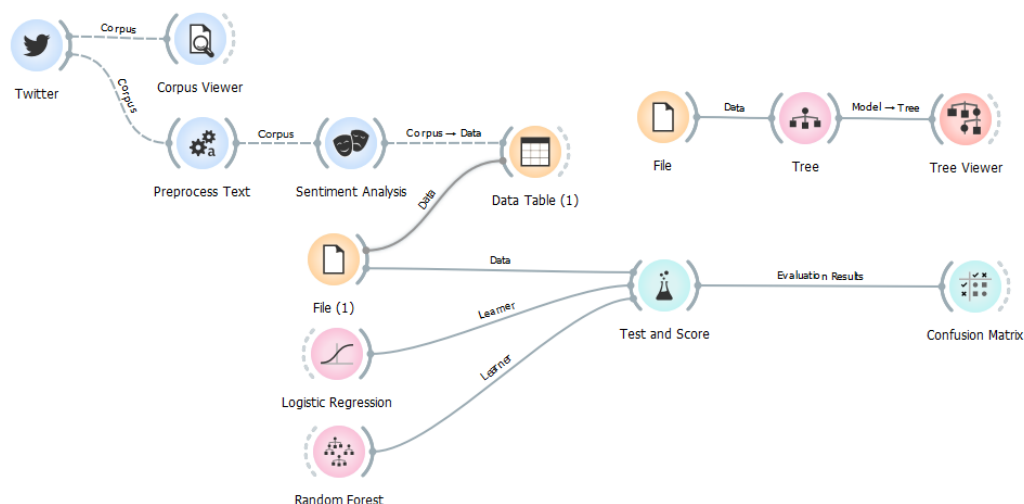 Corpus
Twitter
Corpus Viewer
Corpus
Corpus
Preprocess Text
Corpus → Data
Sentiment Analysis
Data Table (1)
Data
File
Data
Tree
Model → Tree
Tree Viewer
File (1)
Data
Learner
Logistic Regression
Learner
Random Forest
Test and Score
Evaluation Results
Confusion Matrix
a